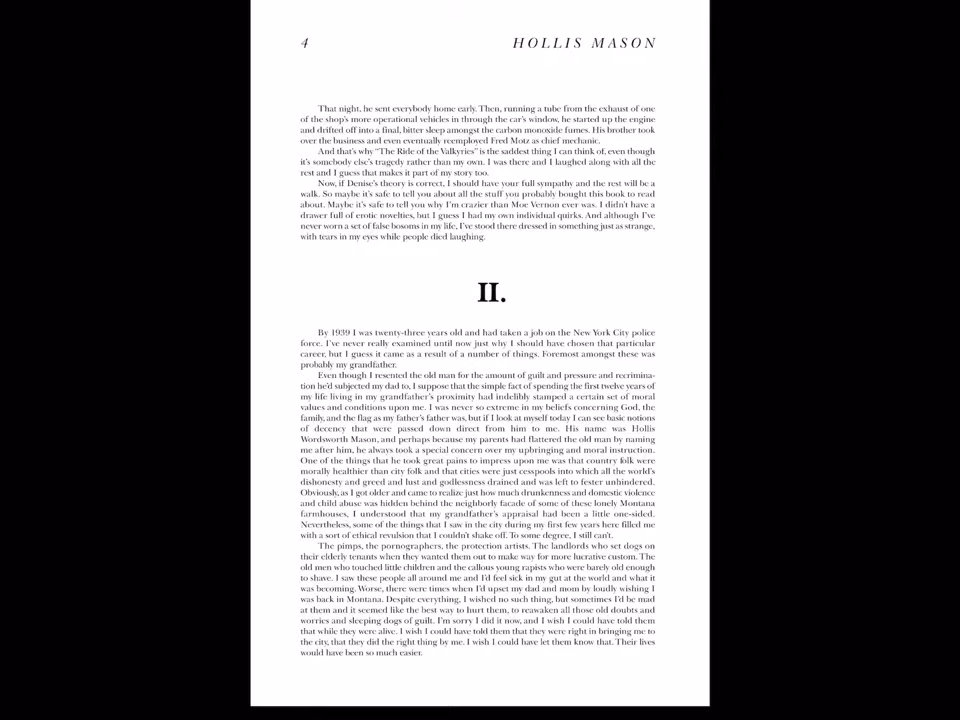 4 HOLLIS MASON
That night, he sent everybody home early. Then, running a tube from the exhaust of one
of the shop's more operational vehicles in through the car's window, he started up the engine
and drifted off into a final, bitter sleep amongst the carbon monoxide fumes. His brother took
over the business and even eventually reemployed Fred Motz as chief mechanic.
And that's why "The Ride of the Valkyries" is the saddest thing I can think of, even though
it's somebody else's tragedy rather than my own. I was there and I laughed along with all the
rest and I guess that makes it part of my story too.
Now, if Denise's theory is correct, I should have your full sympathy and the rest will be a
walk. So maybe it's safe to tell you about all the stuff you probably bought this book to read
about. Maybe it's safe to tell you why I'm crazier than Moe Vernon ever was. I didn't have a
drawer full of erotic novelties, but I guess I had my own individual quirks. And although I've
never worn a set of false bosoms in my life, I've stood there dressed in something just as strange,
with tears in my eyes while people died laughing.
II.
By 1939 I was twenty-three years old and had taken a job on the New York City police
force. I've never really examined until now just why I should have chosen that particular
career, but I guess it came as a result of a number of things. Foremost amongst these was
probably my grandfather.
Even though I resented the old man for the amount of guilt and pressure and recrimina-
tion he'd subjected my dad to, I suppose that the simple fact of spending the first twelve years of
my life living in my grandfather's proximity had indelibly stamped a certain set of moral
values and conditions upon me. I was never so extreme in my beliefs concerning God, the
family, and the flag as my father's father was, but if I look at myself today I can see basic notions
of decency that were passed down direct from him to me. His name was Hollis
Wordsworth Mason, and perhaps because my parents had flattered the old man by naming
me after him, he always took a special concern over my upbringing and moral instruction.
One of the things that he took great pains to impress upon me was that country folk were
morally healthier than city folk and that cities were just cesspools into which all the world's
dishonesty and greed and lust and godlessness drained and was left to fester unhindered.
Obviously, as I got older and came to realize just how much drunkenness and domestic violence
and child abuse was hidden behind the neighborly facade of some of these lonely Montana
farmhouses, I understood that my grandfather's appraisal had been a little one-sided.
Nevertheless, some of the things that I saw in the city during my first few years here filled me
with a sort of ethical revulsion that I couldn't shake off. To some degree, I still can't.
The pimps, the pornographers, the protection artists. The landlords who set dogs on
their elderly tenants when they wanted them out to make way for more lucrative custom. The
old men who touched little children and the callous young rapists who were barely old enough
to shave. I saw these people all around me and I'd feel sick in my gut at the world and what it
was becoming. Worse, there were times when I'd upset my dad and mom by loudly wishing I
was back in Montana. Despite everything, I wished no such thing, but sometimes I'd be mad
at them and it seemed like the best way to hurt them, to reawaken all those old doubts and
worries and sleeping dogs of guilt. I'm sorry I did it now, and I wish I could have told them
that while they were alive. I wish I could have told them that they were right in bringing me to
the city, that they did the right thing by me. I wish I could have let them know that. Their lives
would have been so much easier.